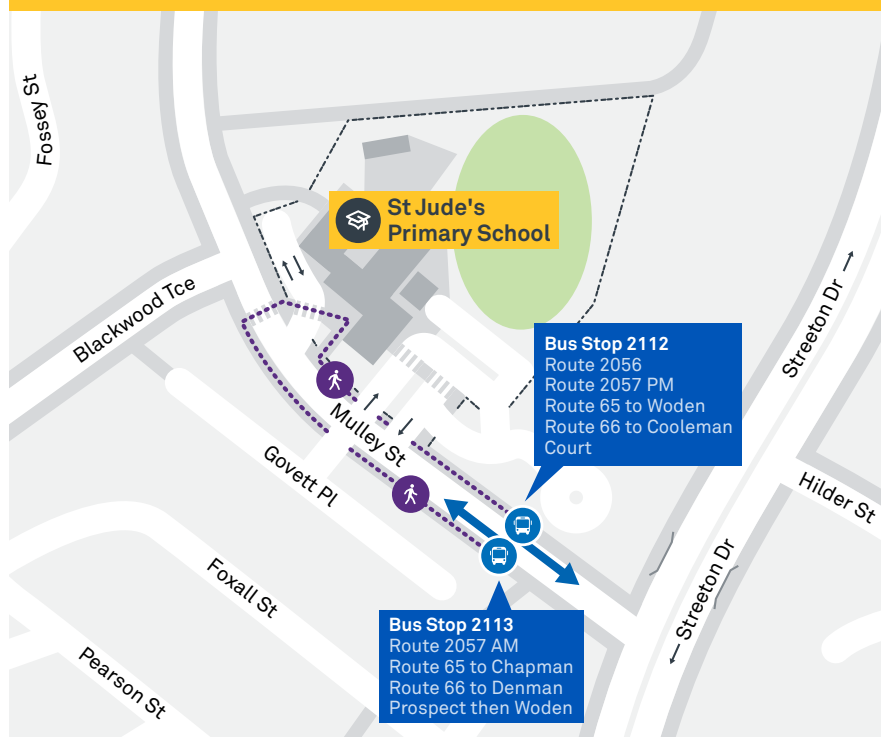 Fossey St
St Jude's
Primary School
Blackwood Tce
Streeton Dr
Bus Stop 2112
Route 2056
Route 2057 PM
Route 65 to Woden
Route 66 to Cooleman
Court
Mulley St
Govett Pl
Hilder St
Foxall St
Streeton Dr
Bus Stop 2113
Route 2057 AM
Route 65 to Chapman
Route 66 to Denman
Prospect then Woden
Pearson St